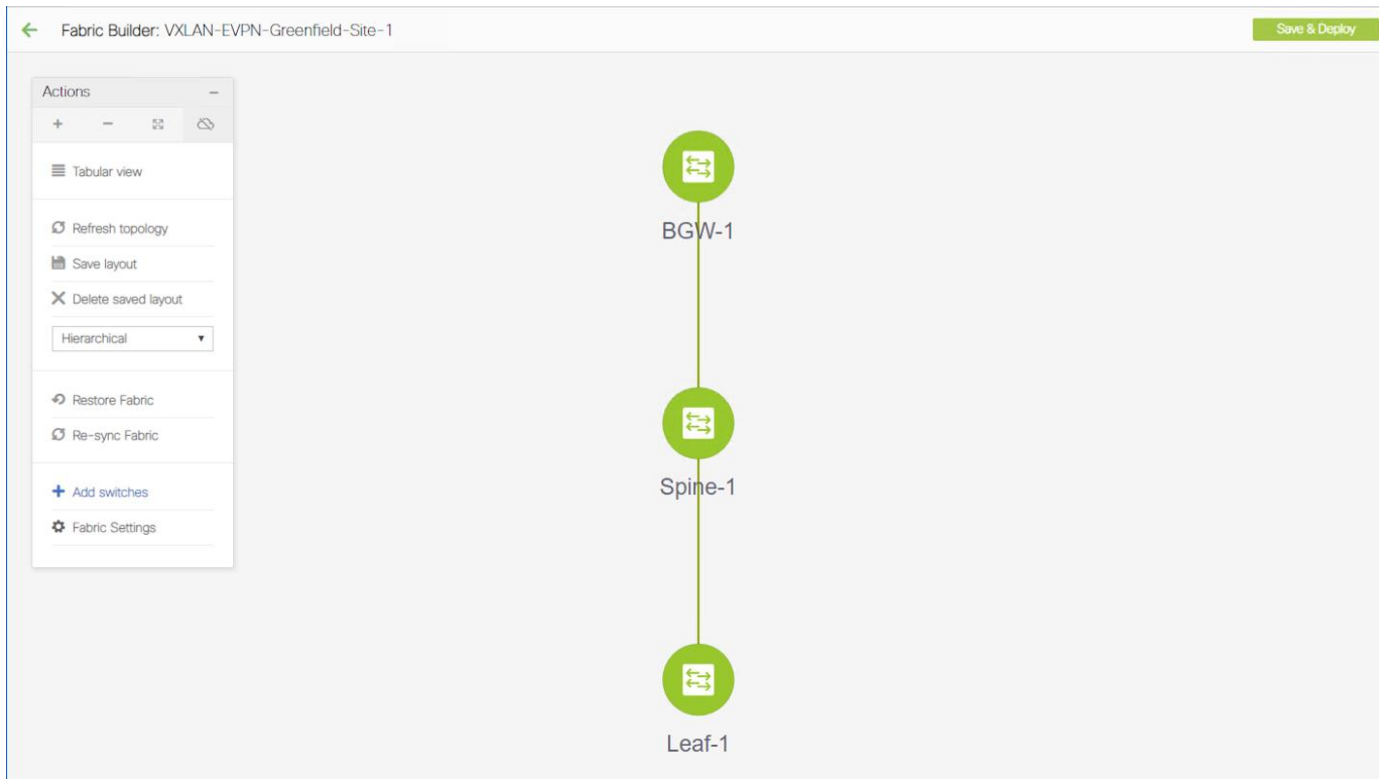 Fabric Builder: VXLAN-EVPN-Greenfield-Site-1
Save & Deploy
Actions
Tabular view
Refresh topology
Save layout
Delete saved layout
Hierarchical
Restore Fabric
Re-sync Fabric
Add switches
Fabric Settings
BGW-1
Spine-1
Leaf-1